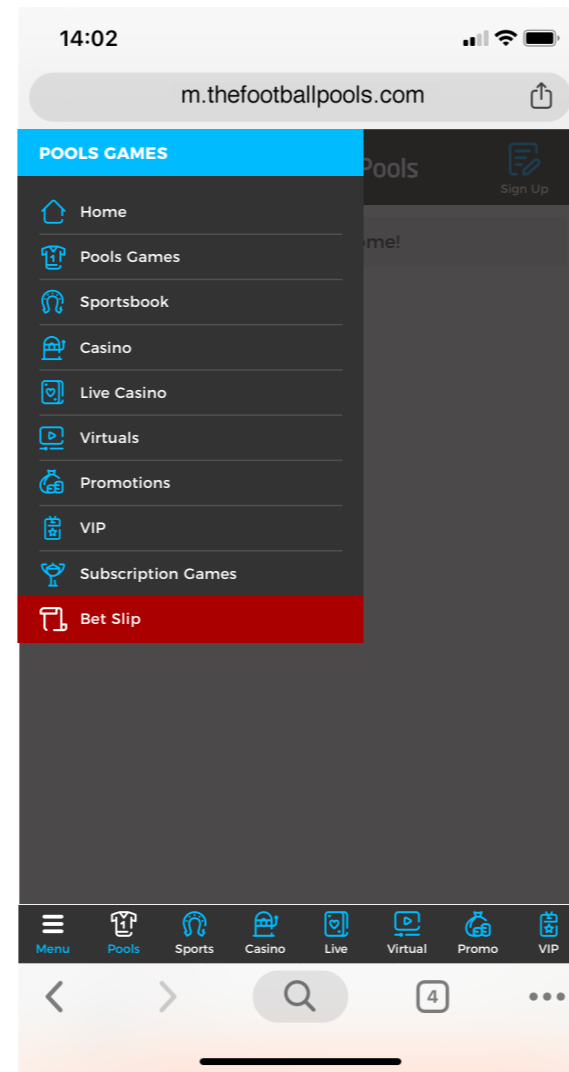 14:02
m.thefootballpools.com
POOLS GAMES
Pools
Sign Up
ome!
Home
Pools Games
Sportsbook
Casino
Live Casino
Virtuals
Promotions
VIP
Subscription Games
Bet Slip
Menu Pools Sports Casino Live Virtual Promo VIP
4